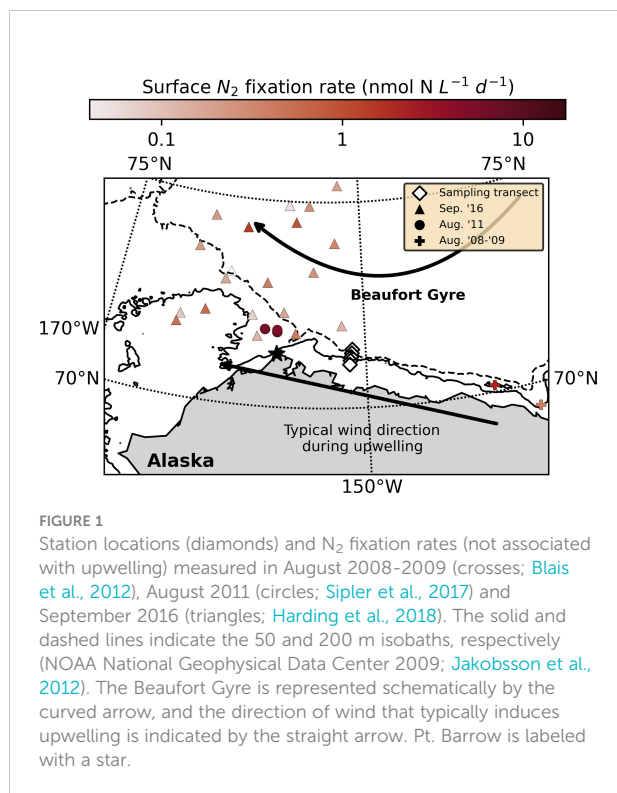 Surface N₂ fixation rate (nmol N L⁻¹ d⁻¹)
0.1 1 10
75°N 75°N
Sampling transect
Sep. '16
Aug. '11
Aug. '08-'09
Beaufort Gyre
170°W
70°N 70°N
Typical wind direction
during upwelling
Alaska
150°W
FIGURE 1
Station locations (diamonds) and N₂ fixation rates (not associated
with upwelling) measured in August 2008-2009 (crosses; Blais
et al., 2012), August 2011 (circles; Sipler et al., 2017) and
September 2016 (triangles; Harding et al., 2018). The solid and
dashed lines indicate the 50 and 200 m isobaths, respectively
(NOAA National Geophysical Data Center 2009; Jakobsson et al.,
2012). The Beaufort Gyre is represented schematically by the
curved arrow, and the direction of wind that typically induces
upwelling is indicated by the straight arrow. Pt. Barrow is labeled
with a star.